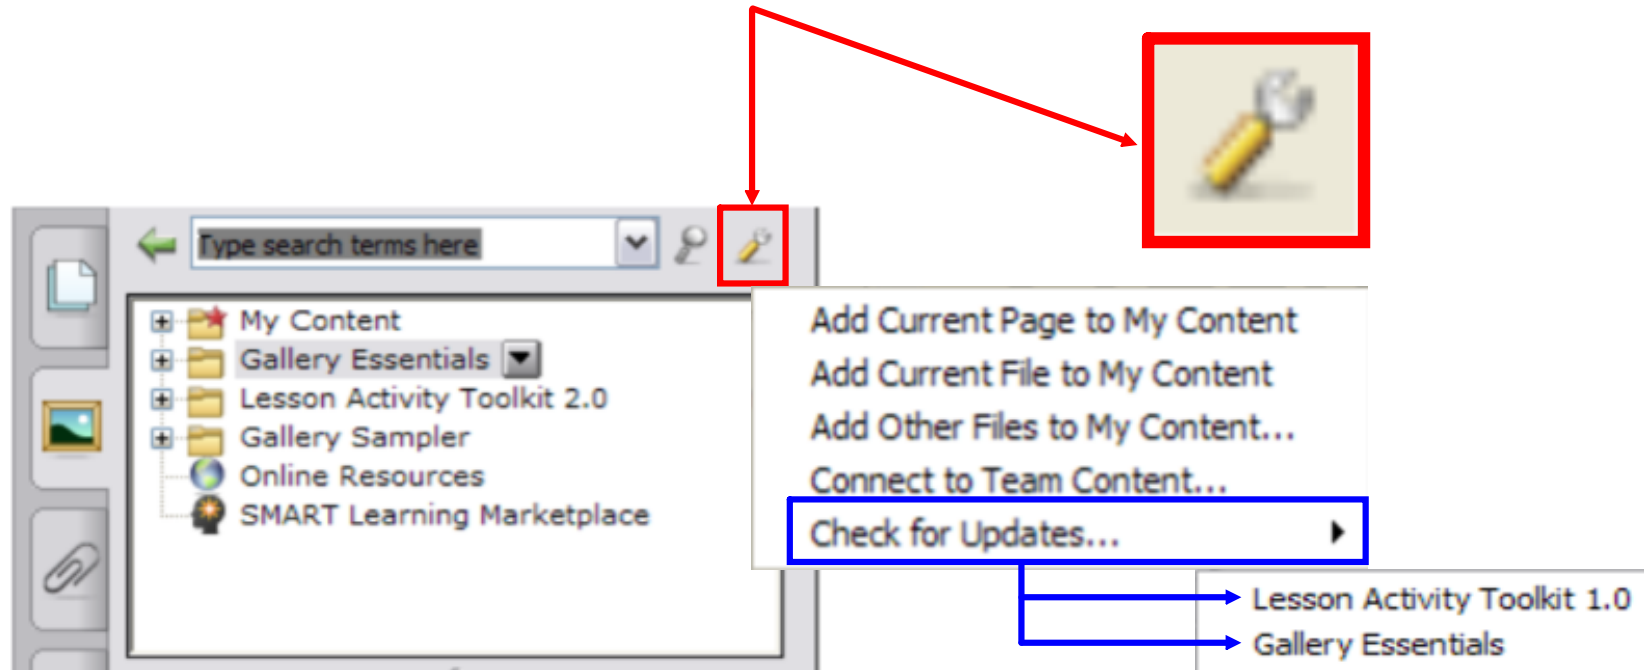 Type search terms here
My Content
Gallery Essentials
Lesson Activity Toolkit 2.0
Gallery Sampler
Online Resources
SMART Learning Marketplace
Add Current Page to My Content
Add Current File to My Content
Add Other Files to My Content...
Connect to Team Content...
Check for Updates...
Lesson Activity Toolkit 1.0
Gallery Essentials